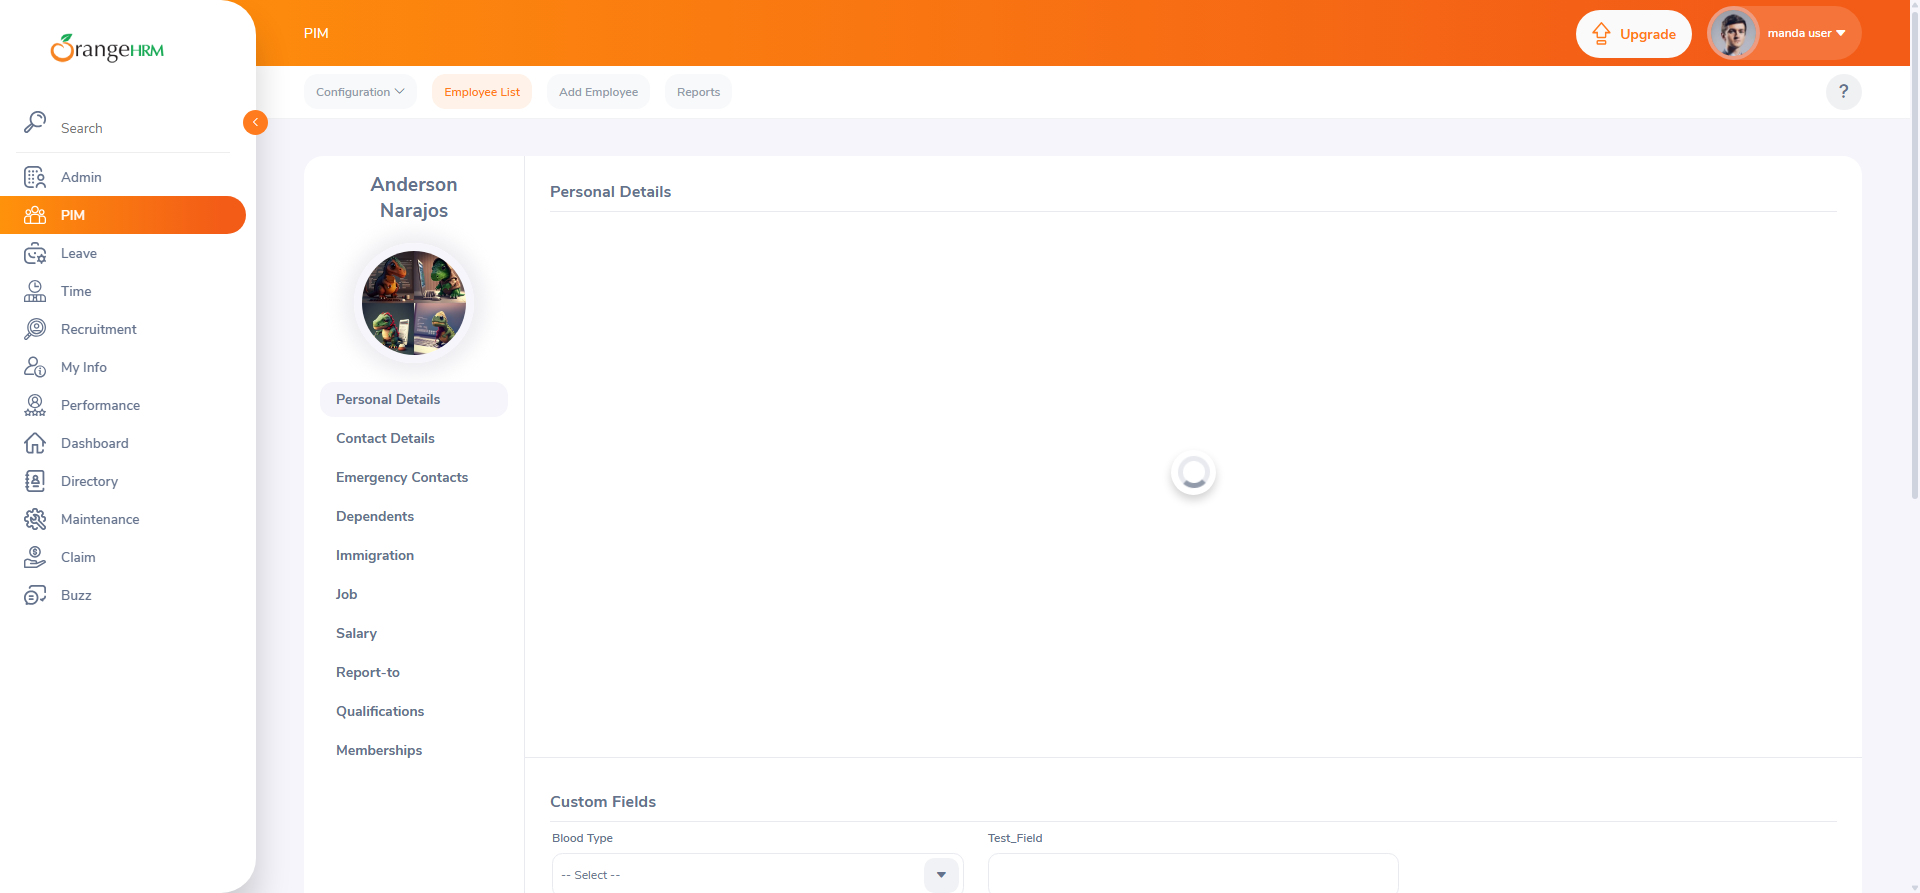 OrangeHRM
Search
Admin
PIM
Leave
Time
Recruitment
My Info
Performance
Dashboard
Directory
Maintenance
Claim
Buzz
PIM
Upgrade
manda user
Configuration
Employee List
Add Employee
Reports
?
Anderson
Narajos
Personal Details
Contact Details
Emergency Contacts
Dependents
Immigration
Job
Salary
Report-to
Qualifications
Memberships
Personal Details
Custom Fields
Blood Type
Test_Field
-- Select --